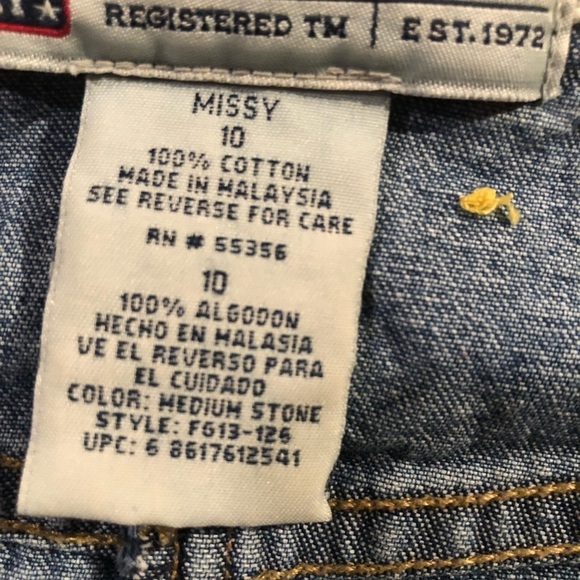 REGISTERED TM | EST.1972
MISSY
10
100% COTTON
MADE IN MALAYSIA
SEE REVERSE FOR CARE
RN # 55356
10
100% ALGODON
HECHO EN MALASIA
VE EL REVERSO PARA
EL CUIDADO
COLOR: MEDIUM STONE
STYLE: FG13-126
UPC: 6 8617612541